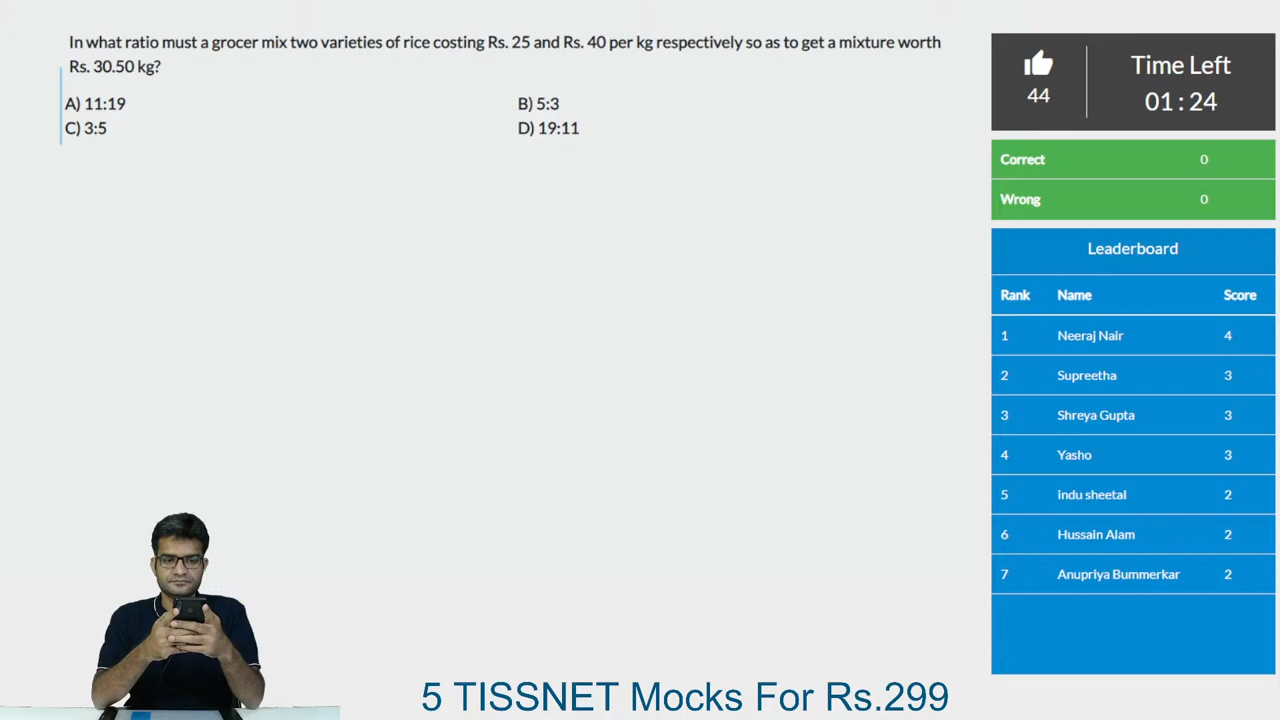 In what ratio must a grocer mix two varieties of rice costing Rs. 25 and Rs. 40 per kg respectively so as to get a mixture worth
Rs. 30.50 kg?
A) 11:19
B) 5:3
C) 3:5
D) 19:11
44
Time Left
01 : 24
Correct 0
Wrong 0
Leaderboard
Rank Name Score
1 Neeraj Nair 4
2 Supreetha 3
3 Shreya Gupta 3
4 Yasho 3
5 indu sheetal 2
6 Hussain Alam 2
7 Anupriya Bummerkar 2
5 TISSNET Mocks For Rs.299